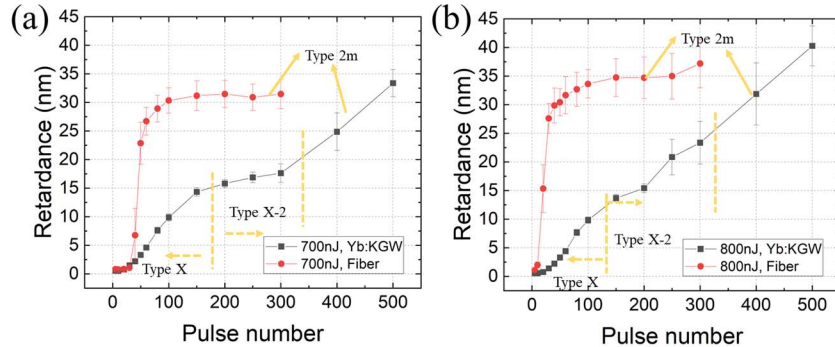 (a)
45
40
35
30
25
20
15
10
5
0
Retardance (nm)
Type 2m
Type X-2
Type X
700nJ, Yb:KGW
700nJ, Fiber
0
100
200
300
400
500
Pulse number
(b)
45
40
35
30
25
20
15
10
5
0
Retardance (nm)
Type 2m
Type X-2
Type X
800nJ, Yb:KGW
800nJ, Fiber
0
100
200
300
400
500
Pulse number